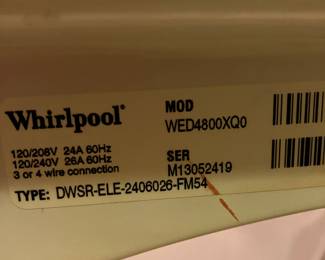 Whirlpool®
MOD
WED4800XQ0
120/208V 24A 60Hz
120/240V 26A 60Hz
3 or 4 wire connection
SER
M13052419
TYPE: DWSR-ELE-2406026-FM54